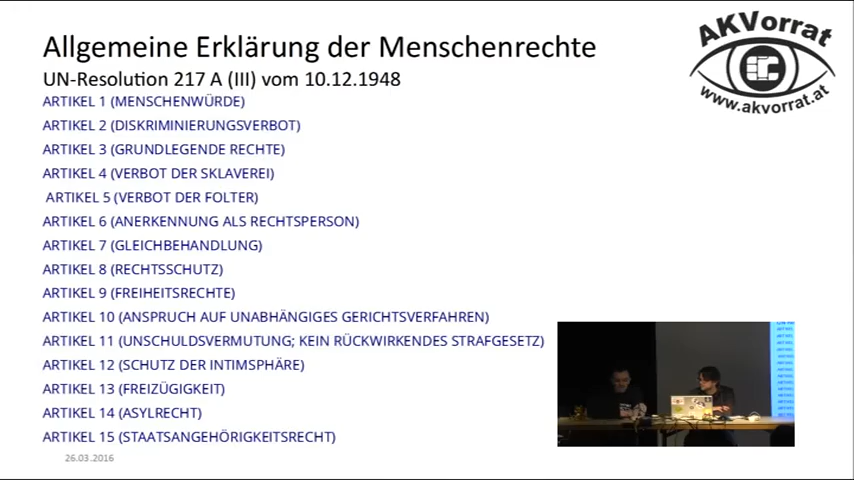 Allgemeine Erklärung der Menschenrechte
UN-Resolution 217 A (III) vom 10.12.1948
ARTIKEL 1 (MENSCHENWÜRDE)
ARTIKEL 2 (DISKRIMINIERUNGSVERBOT)
ARTIKEL 3 (GRUNDLEGENDE RECHTE)
ARTIKEL 4 (VERBOT DER SKLAVEREI)
ARTIKEL 5 (VERBOT DER FOLTER)
ARTIKEL 6 (ANERKENNUNG ALS RECHTSPERSON)
ARTIKEL 7 (GLEICHBEHANDLUNG)
ARTIKEL 8 (RECHTSSCHUTZ)
ARTIKEL 9 (FREIHEITSRECHTE)
ARTIKEL 10 (ANSPRUCH AUF UNABHÄNGIGES GERICHTSVERFAHREN)
ARTIKEL 11 (UNSCHULDSVERMUTUNG; KEIN RÜCKWIRKENDES STRAFGESETZ)
ARTIKEL 12 (SCHUTZ DER INTIMSPHÄRE)
ARTIKEL 13 (FREIZÜGIGKEIT)
ARTIKEL 14 (ASYLRECHT)
ARTIKEL 15 (STAATSANGEHÖRIGKEITSRECHT)
26.03.2016
AKVorrat
www.akvorrat.at